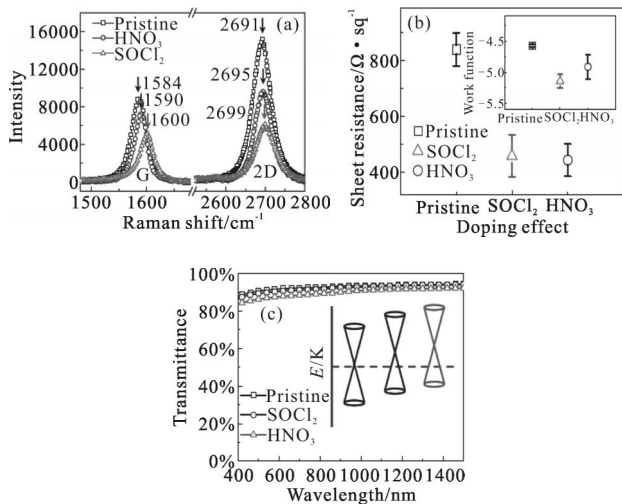 (a)
Pristine
HNO₃
SOCl₂
2691
2695
2699
1584
1590
1600
G
2D
Intensity
16000
12000
8000
4000
0
1500 1600 2600 2700 2800
Raman shift/cm⁻¹
(b)
Sheet resistance/Ω • sq⁻¹
800
600
400
Pristine
SOCl₂
HNO₃
Work function
−4.5
−5.0
−5.5
Pristine SOCl₂HNO₃
Pristine SOCl₂ HNO₃
Doping effect
(c)
Transmittance
100%
80%
60%
40%
20%
0%
E/K
Pristine
SOCl₂
HNO₃
400 600 800 1000 1200 1400
Wavelength/nm